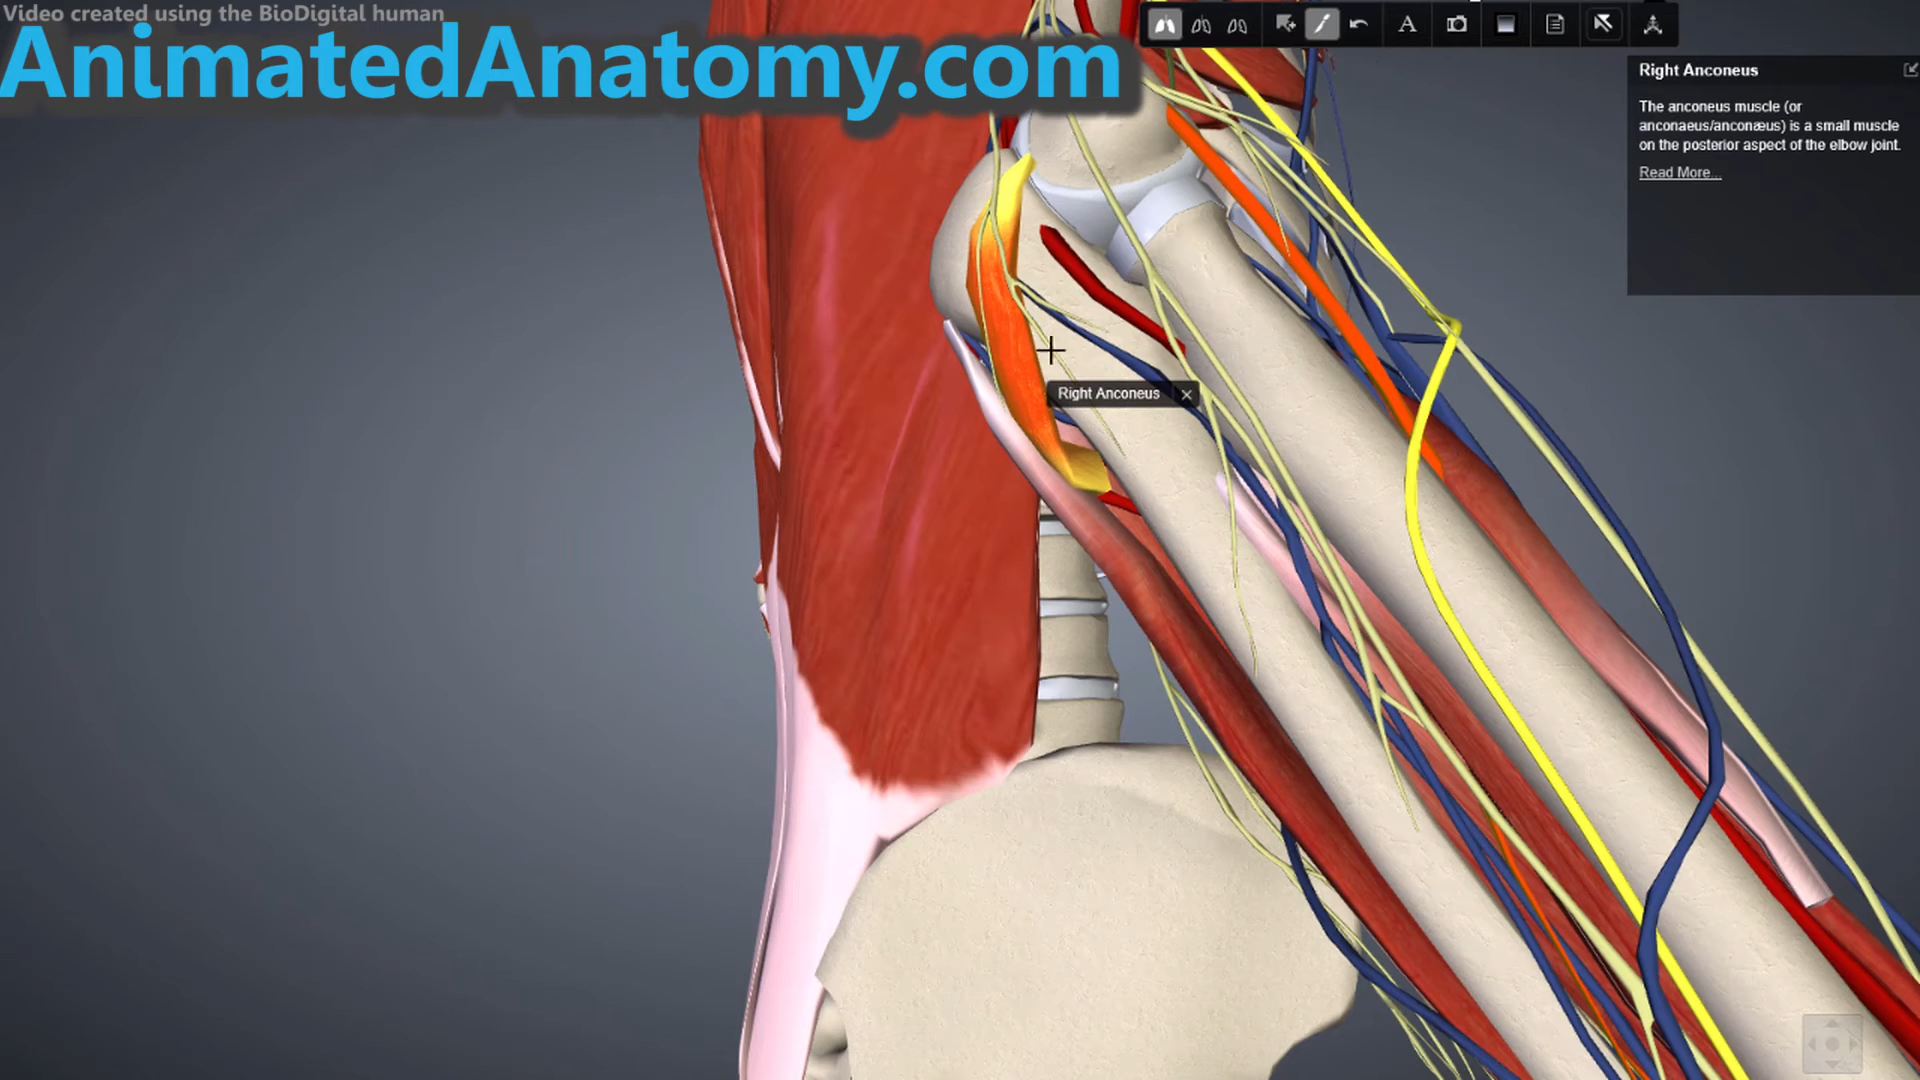 Video created using the BioDigital human
AnimatedAnatomy.com
A
Right Anconeus
The anconeus muscle (or
anconaeus/anconæus) is a small muscle
on the posterior aspect of the elbow joint.
Read More...
Right Anconeus